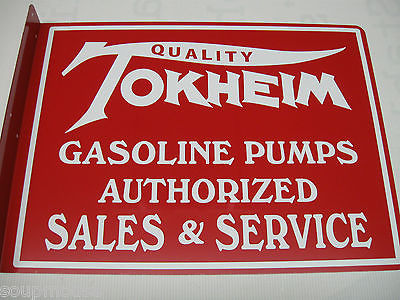 QUALITY
TOKHEIM
GASOLINE PUMPS
AUTHORIZED
SALES & SERVICE